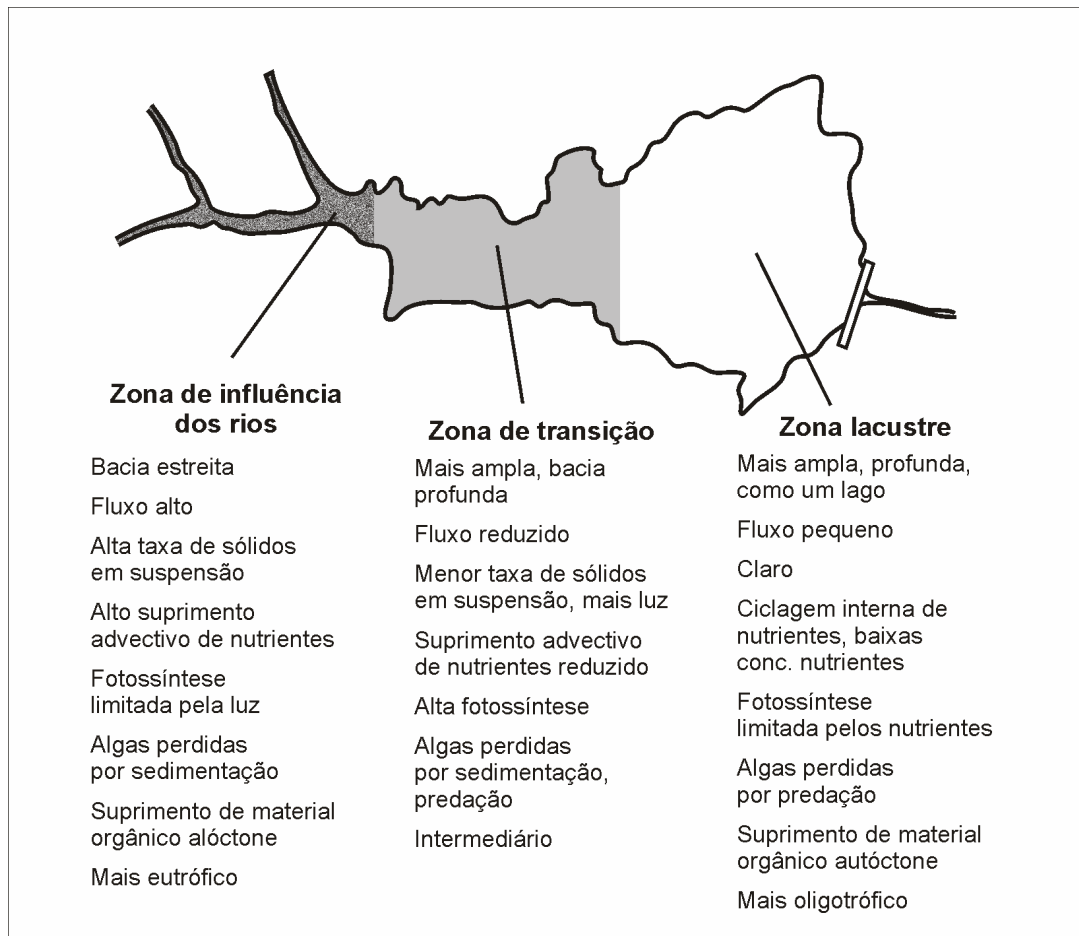 Zona de influência
dos rios
Bacia estreita
Fluxo alto
Alta taxa de sólidos
em suspensão
Alto suprimento
advectivo de nutrientes
Fotossíntese
limitada pela luz
Algas perdidas
por sedimentação
Suprimento de material
orgânico alóctone
Mais eutrófico
Zona de transição
Mais ampla, bacia
profunda
Fluxo reduzido
Menor taxa de sólidos
em suspensão, mais luz
Suprimento advectivo
de nutrientes reduzido
Alta fotossíntese
Algas perdidas
por sedimentação,
predação
Intermediário
Zona lacustre
Mais ampla, profunda,
como um lago
Fluxo pequeno
Claro
Ciclagem interna de
nutrientes, baixas
conc. nutrientes
Fotossíntese
limitada pelos nutrientes
Algas perdidas
por predação
Suprimento de material
orgânico autóctone
Mais oligotrófico